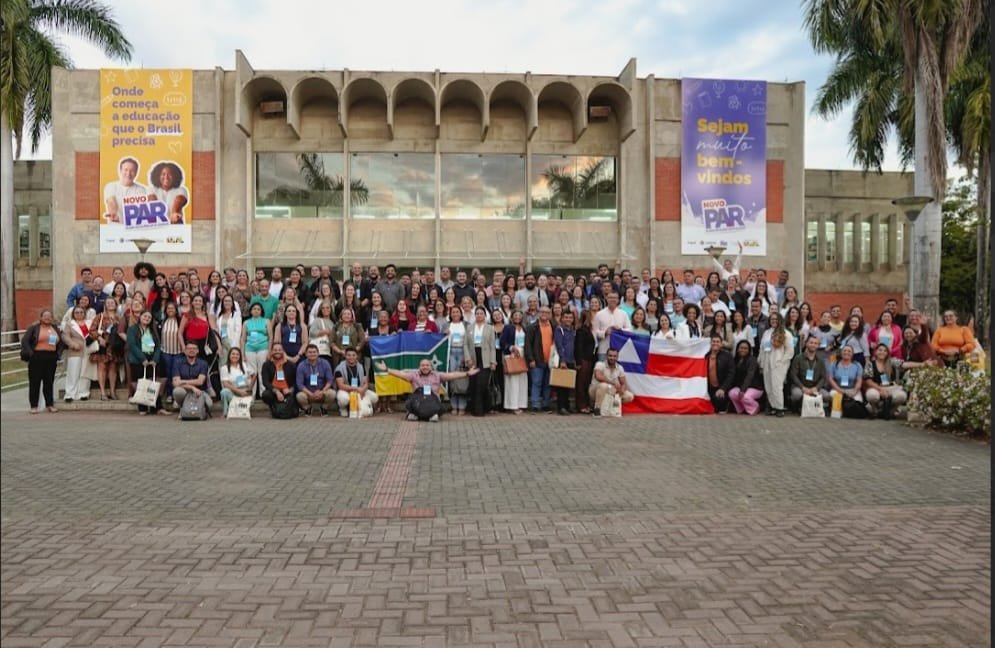 Onde
começa
a educação
que o Brasil
precisa
NOVO
PAR
Sejam
muito
bem-
vindos
NOVO
PAR